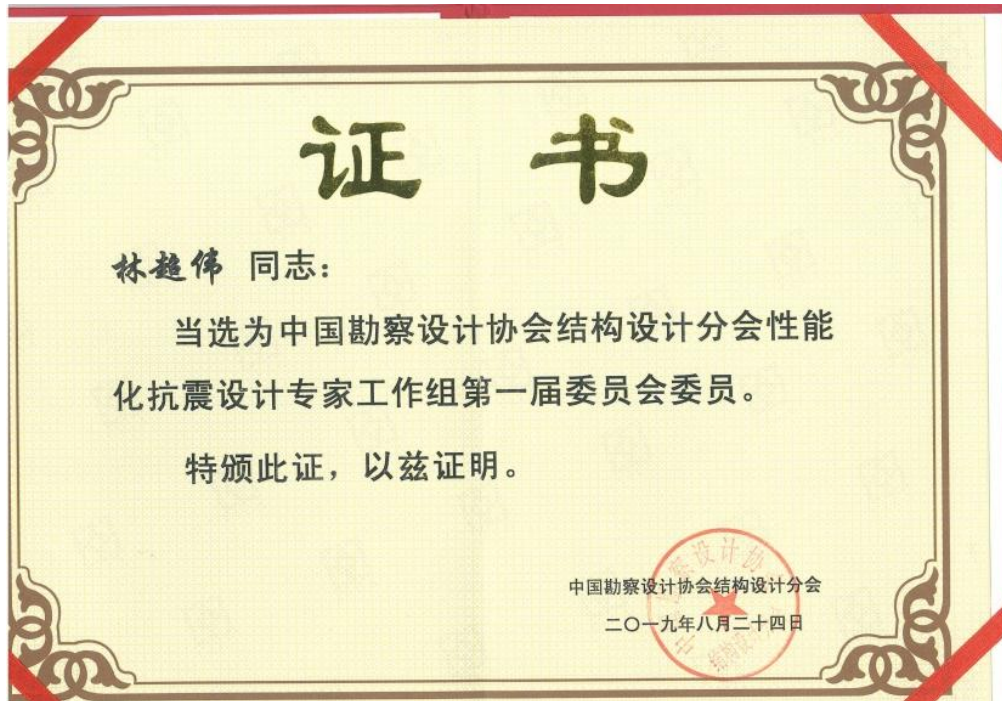 证 书
林超伟 同志：
当选为中国勘察设计协会结构设计分会性能
化抗震设计专家工作组第一届委员会委员。
特颁此证，以兹证明。
中国勘察设计协会结构设计分会
二〇一九年八月二十四日